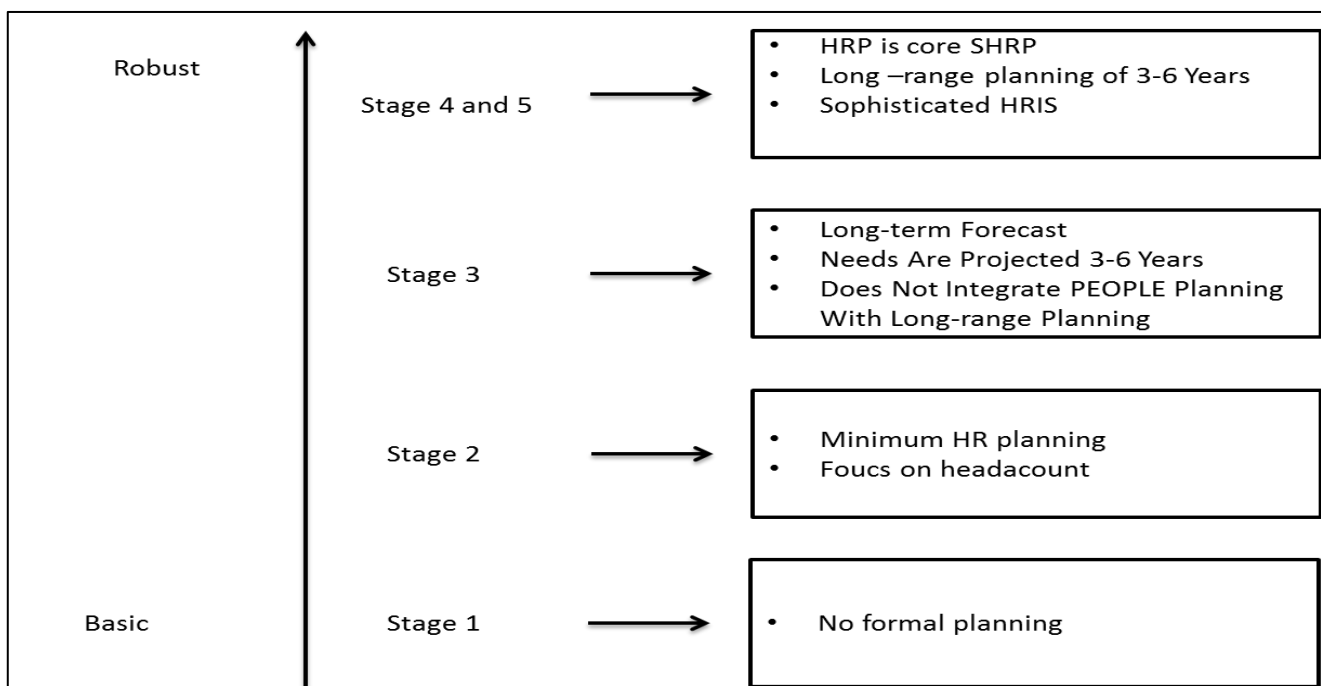 Robust
Stage 4 and 5
• HRP is core SHRP
• Long –range planning of 3-6 Years
• Sophisticated HRIS
Stage 3
• Long-term Forecast
• Needs Are Projected 3-6 Years
• Does Not Integrate PEOPLE Planning
With Long-range Planning
Stage 2
• Minimum HR planning
• Foucs on headacount
Basic
Stage 1
• No formal planning